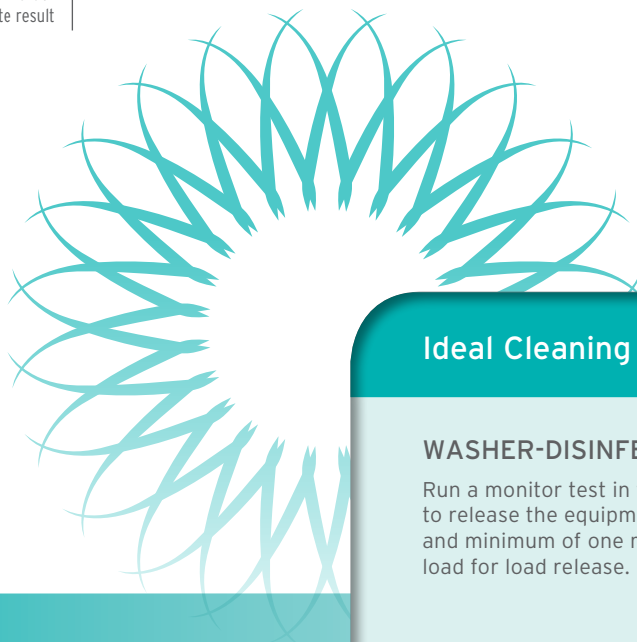 te result
Ideal Cleaning
WASHER-DISINFE
Run a monitor test in
to release the equipm
and minimum of one
load for load release.